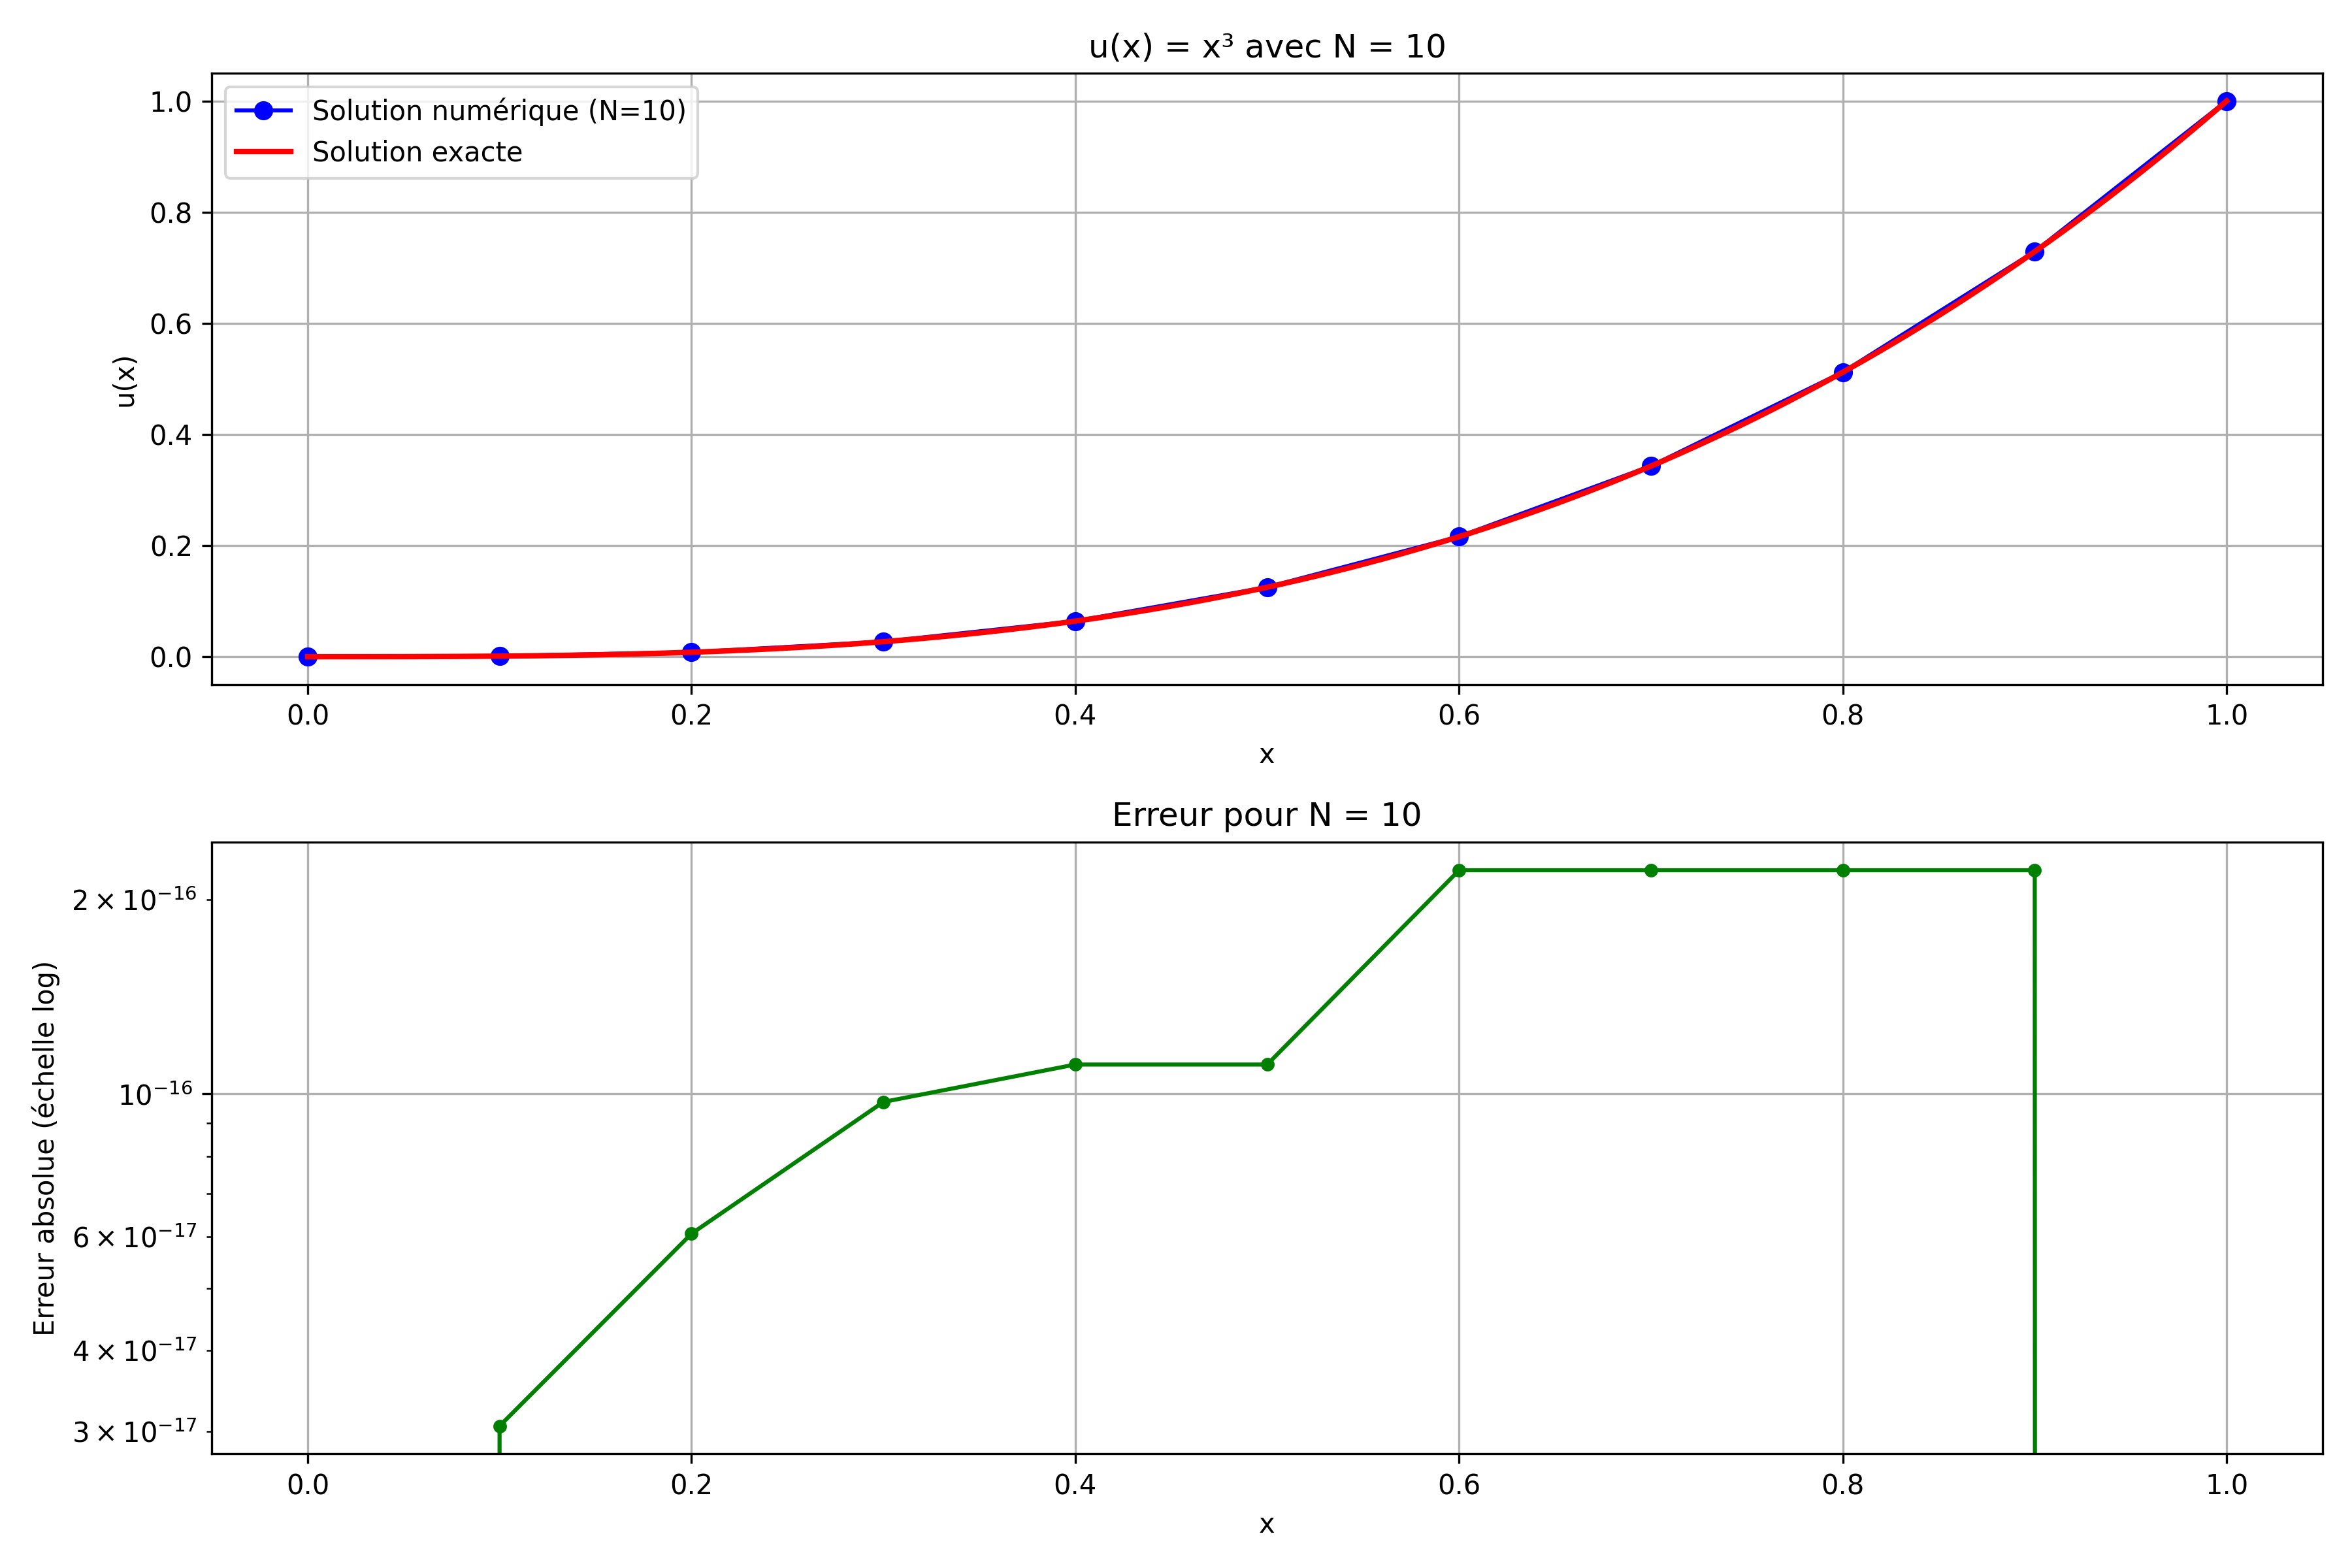 u(x) = x³ avec N = 10
Solution numérique (N=10)
Solution exacte
1.0
0.8
0.6
0.4
0.2
0.0
u(x)
0.0 0.2 0.4 0.6 0.8 1.0
x
Erreur pour N = 10
2 × 10⁻¹⁶
10⁻¹⁶
6 × 10⁻¹⁷
4 × 10⁻¹⁷
3 × 10⁻¹⁷
Erreur absolue (échelle log)
0.0 0.2 0.4 0.6 0.8 1.0
x